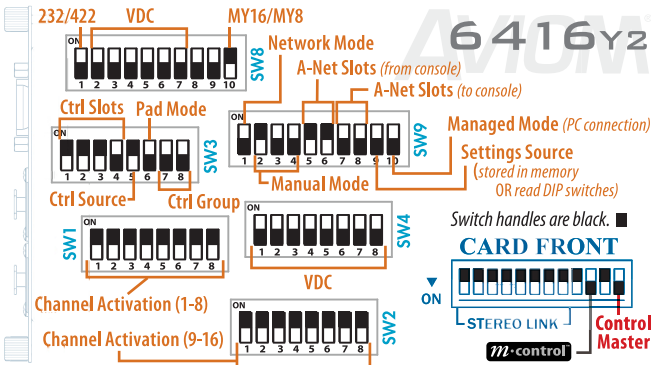 232/422 VDC MY16/MY8
AVIOM
6416Y2
ON
1 2 3 4 5 6 7 8 9 10
SW8
Network Mode
A-Net Slots (from console)
A-Net Slots (to console)
Ctrl Slots Pad Mode
ON
1 2 3 4 5 6 7 8
SW3
ON
1 2 3 4 5 6 7 8 9 10
SW9
Managed Mode (PC connection)
Settings Source
(stored in memory
OR read DIP switches)
Manual Mode
Ctrl Source Ctrl Group
SW1
ON
1 2 3 4 5 6 7 8
ON
1 2 3 4 5 6 7 8
SW4
VDC
Switch handles are black.
CARD FRONT
ON
STEREO LINK
Control
Master
m·control™
Channel Activation (1-8)
Channel Activation (9-16)
ON
1 2 3 4 5 6 7 8
SW2